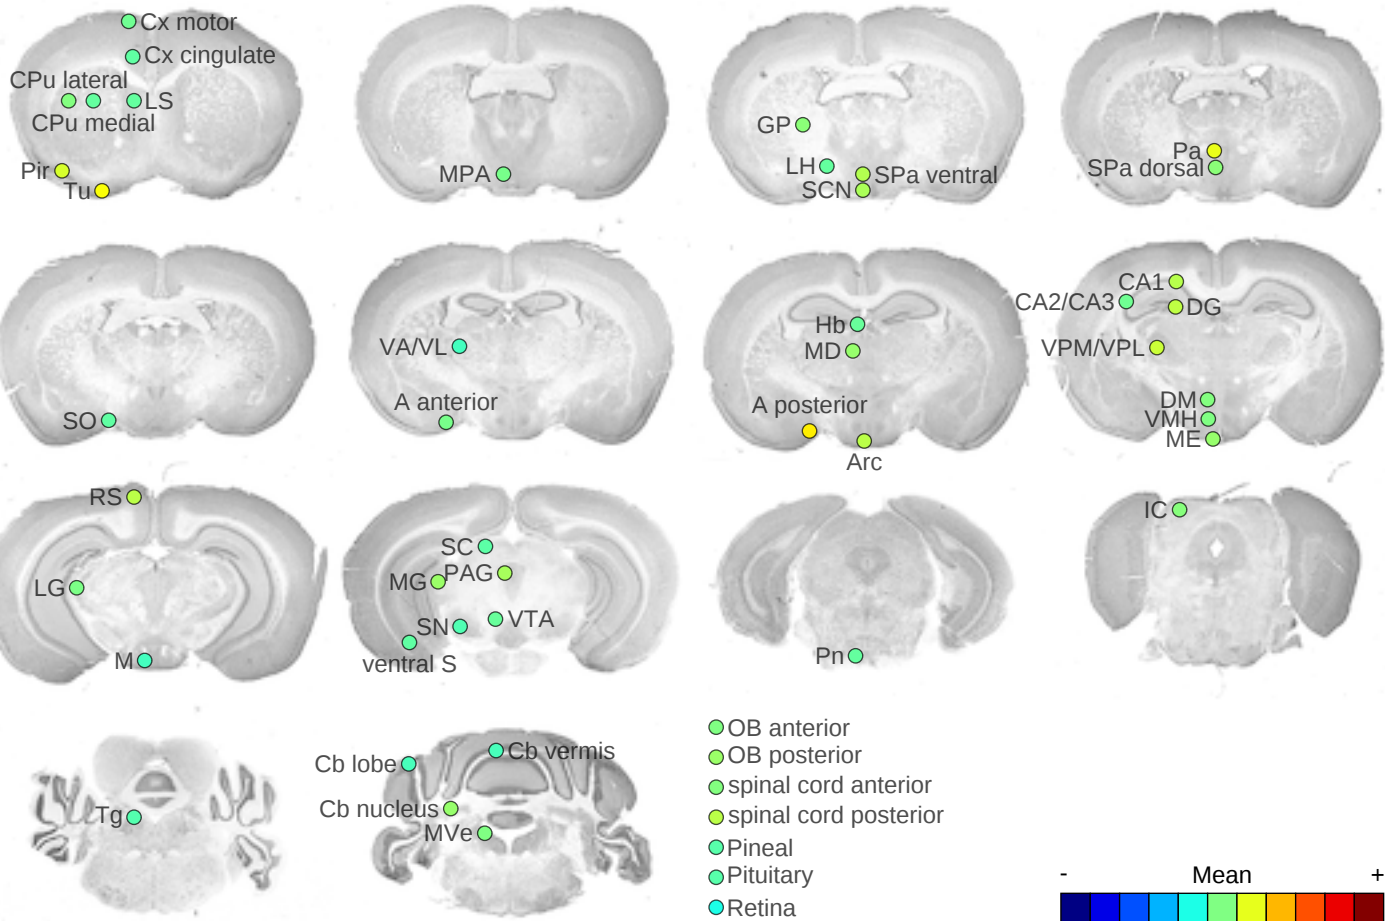 Cx motor
Cx cingulate
CPu lateral
LS
CPu medial
Pir
Tu
MPA
GP
LH
SPa ventral
SCN
Pa
SPa dorsal
SO
VA/VL
A anterior
Hb
MD
A posterior
Arc
CA1
CA2/CA3
DG
VPM/VPL
DM
VMH
ME
RS
LG
M
SC
MG
PAG
SN
VTA
ventral S
Pn
IC
Tg
Cb lobe
Cb vermis
Cb nucleus
MVe
OB anterior
OB posterior
spinal cord anterior
spinal cord posterior
Pineal
Pituitary
Retina
- Mean +